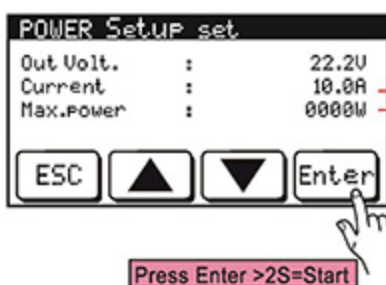 POWER Setup set
Out Volt. : 22.2V
Current : 10.0A
Max.power : 0000W
ESC Enter
Press Enter >2S=Start